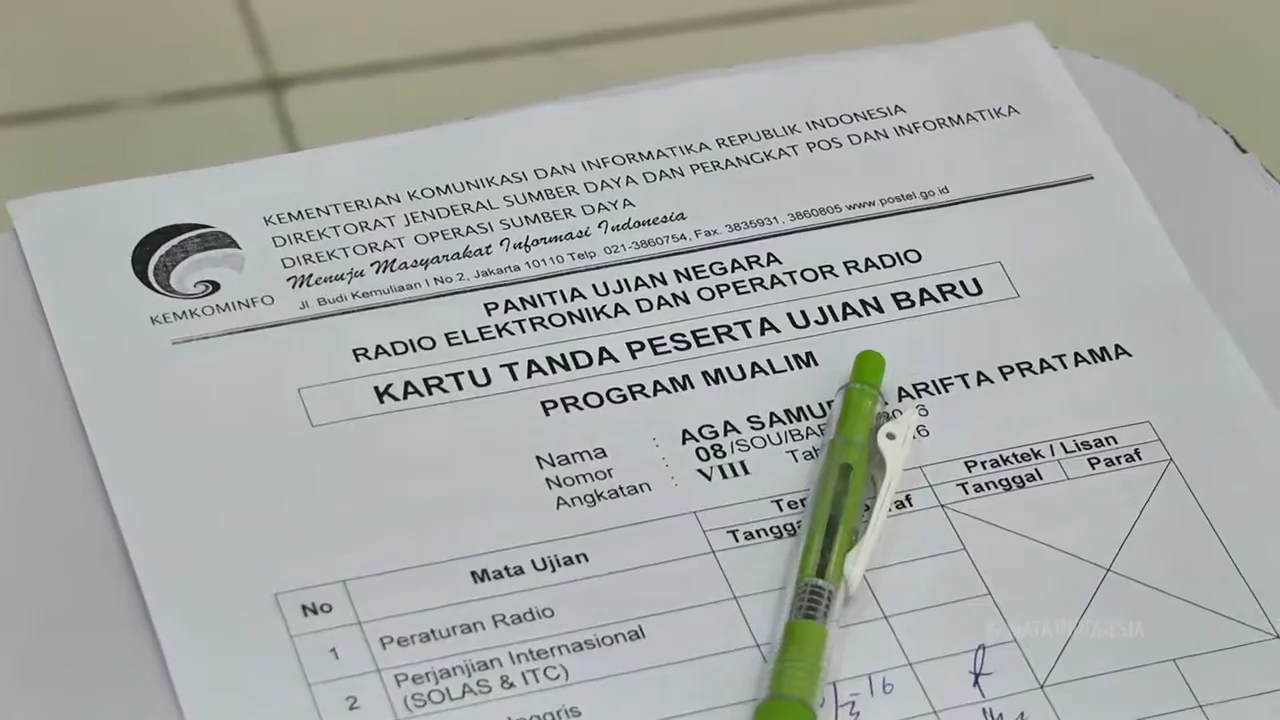 KEMENTERIAN KOMUNIKASI DAN INFORMATIKA REPUBLIK INDONESIA
DIREKTORAT JENDERAL SUMBER DAYA DAN PERANGKAT POS DAN INFORMATIKA
DIREKTORAT OPERASI SUMBER DAYA
Menuju Masyarakat Informasi Indonesia
Jl. Budi Kemuliaan I No.2, Jakarta 10110 Telp. 021-3860754, Fax. 3835931, 3860805 www.postel.go.id
KEMKOMINFO
PANITIA UJIAN NEGARA
RADIO ELEKTRONIKA DAN OPERATOR RADIO
KARTU TANDA PESERTA UJIAN BARU
PROGRAM MUALIM
Nama : AGA ARIFTA PRATAMA
Nomor : 08/SOU/
Angkatan : VIII
Praktek / Lisan
Tanggal Paraf
No Mata Ujian
1 Peraturan Radio
2 Perjanjian Internasional
(SOLAS & ITC)